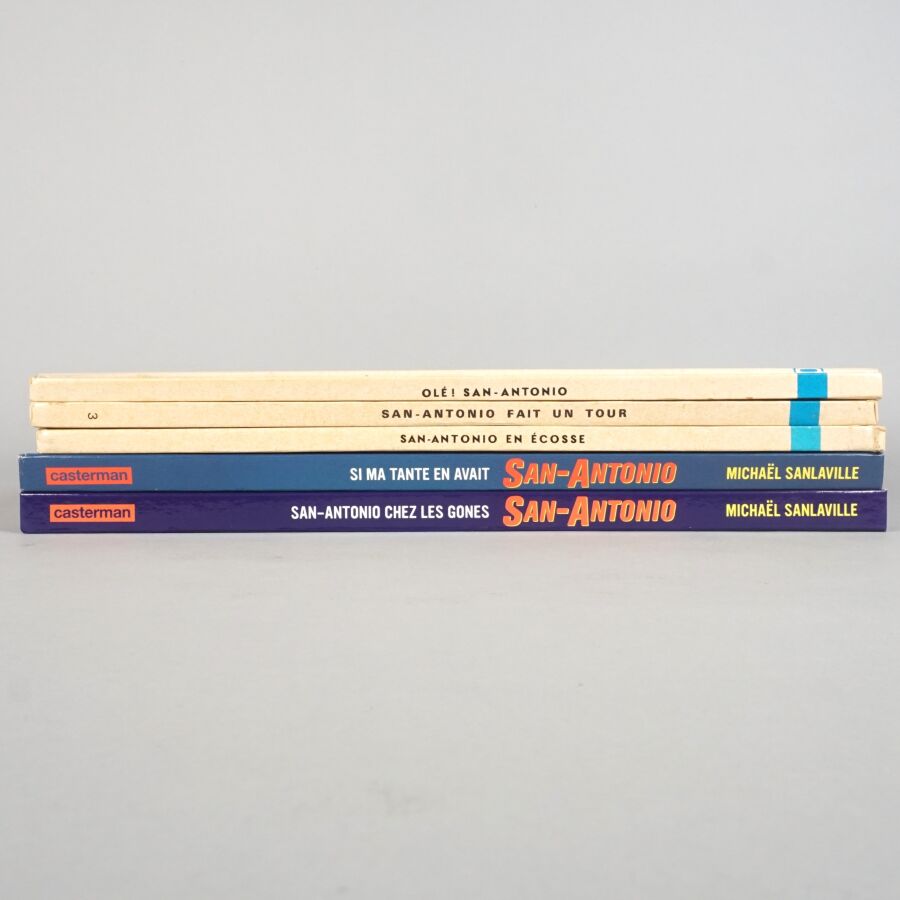 OLÉ! SAN-ANTONIO
3 SAN-ANTONIO FAIT UN TOUR
SAN-ANTONIO EN ÉCOSSE
casterman SI MA TANTE EN AVAIT SAN-ANTONIO MICHAËL SANLAVILLE
casterman SAN-ANTONIO CHEZ LES GONES SAN-ANTONIO MICHAËL SANLAVILLE